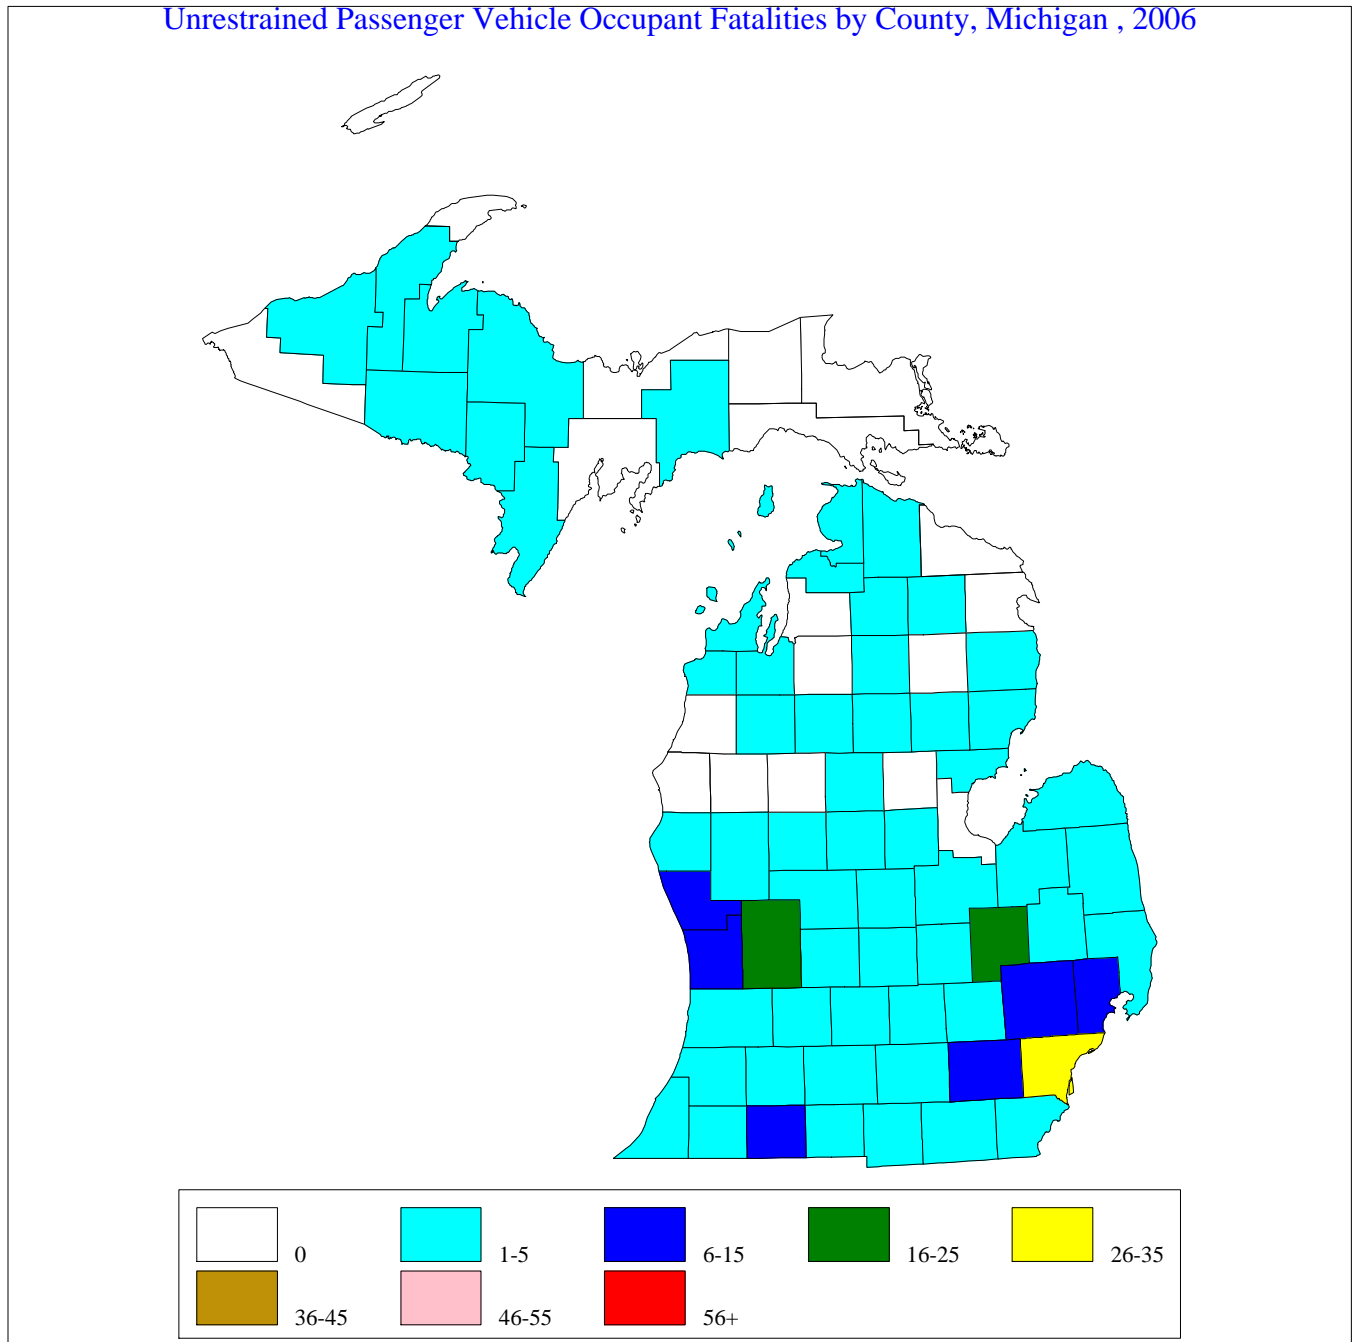 Unrestrained Passenger Vehicle Occupant Fatalities by County, Michigan , 2006
0 1-5 6-15 16-25 26-35
36-45 46-55 56+